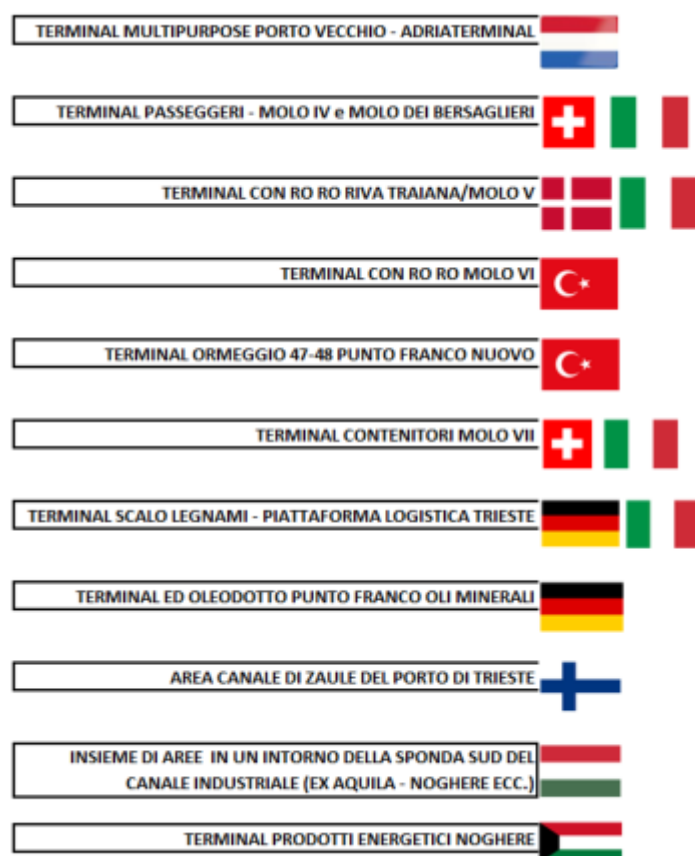 TERMINAL MULTIPURPOSE PORTO VECCHIO - ADRIATERMINAL
TERMINAL PASSEGGERI - MOLO IV e MOLO DEI BERSAGLIERI
TERMINAL CON RO RO RIVA TRAIANA/MOLO V
TERMINAL CON RO RO MOLO VI
TERMINAL ORMEGGIO 47-48 PUNTO FRANCO NUOVO
TERMINAL CONTENITORI MOLO VII
TERMINAL SCALO LEGNAMI - PIATTAFORMA LOGISTICA TRIESTE
TERMINAL ED OLEODOTTO PUNTO FRANCO OLI MINERALI
AREA CANALE DI ZAULE DEL PORTO DI TRIESTE
INSIEME DI AREE IN UN INTORNO DELLA SPONDA SUD DEL
CANALE INDUSTRIALE (EX AQUILA - NOGHERE ECC.)
TERMINAL PRODOTTI ENERGETICI NOGHERE